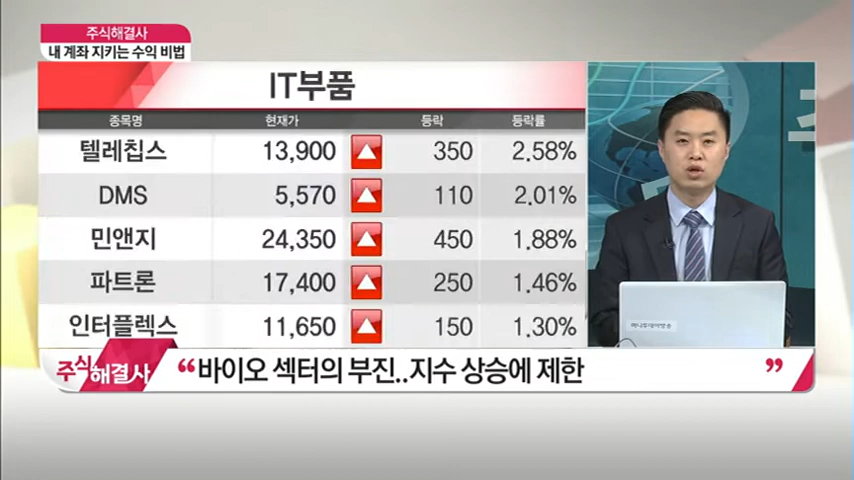 주식해결사
내 계좌 지키는 수익 비법
IT부품
종목명 현재가 등락 등락률
텔레칩스 13,900 350 2.58%
DMS 5,570 110 2.01%
민앤지 24,350 450 1.88%
파트론 17,400 250 1.46%
인터플렉스 11,650 150 1.30%
주식해결사
“바이오 섹터의 부진..지수 상승에 제한”